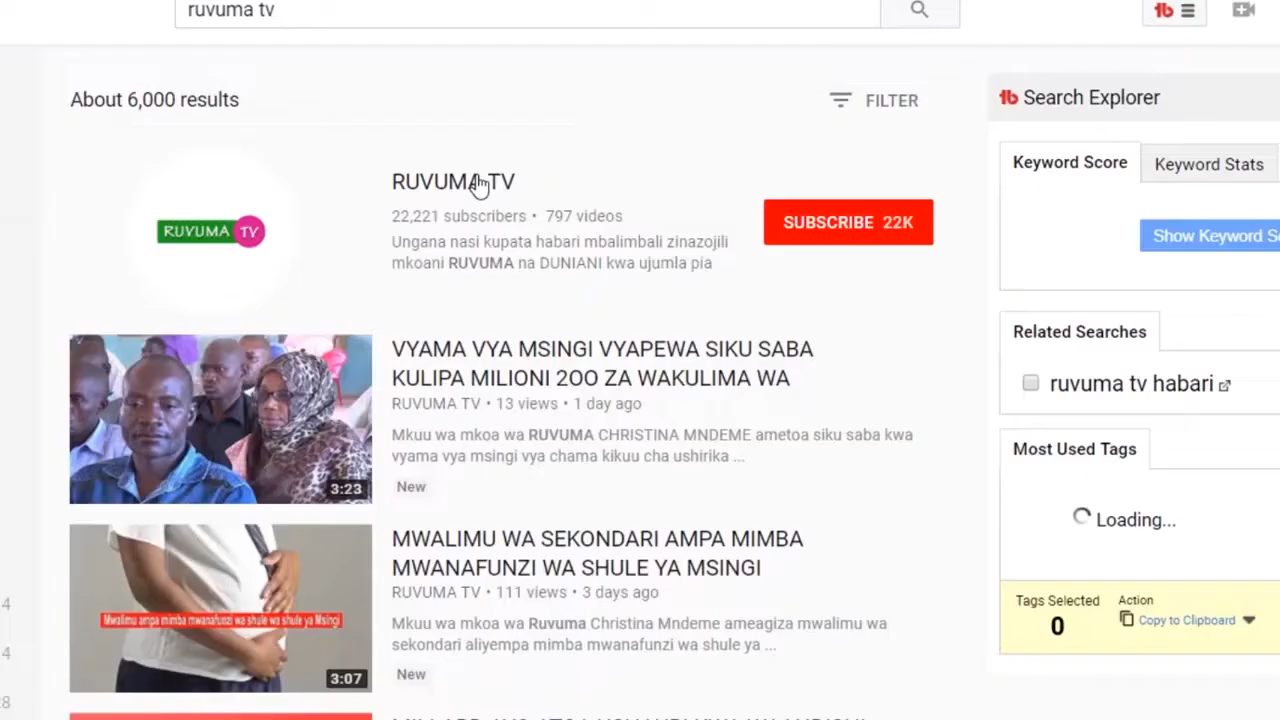 ruvuma tv
About 6,000 results
FILTER
RUVUMA TV
RUVUMA TV
22,221 subscribers • 797 videos
Ungana nasi kupata habari mbalimbali zinazojili
mkoani RUVUMA na DUNIANI kwa ujumla pia
SUBSCRIBE 22K
VYAMA VYA MSINGI VYAPEWA SIKU SABA
KULIPA MILIONI 2OO ZA WAKULIMA WA
RUVUMA TV • 13 views • 1 day ago
Mkuu wa mkoa wa RUVUMA CHRISTINA MNDEME ametoa siku saba kwa
vyama vya msingi vya chama kikuu cha ushirika ...
3:23
New
MWALIMU WA SEKONDARI AMPA MIMBA
MWANAFUNZI WA SHULE YA MSINGI
RUVUMA TV • 111 views • 3 days ago
Mwalimu ampa mimba mwanafunzi wa shule wa shule ya Msingi
Mkuu wa mkoa wa Ruvuma Christina Mndeme ameagiza mwalimu wa
sekondari aliyempa mimba mwanafunzi wa shule ya ...
3:07
New
tb Search Explorer
Keyword Score
Keyword Stats
Show Keyword
Related Searches
ruvuma tv habari
Most Used Tags
Loading...
Tags Selected
0
Action
Copy to Clipboard
4
4